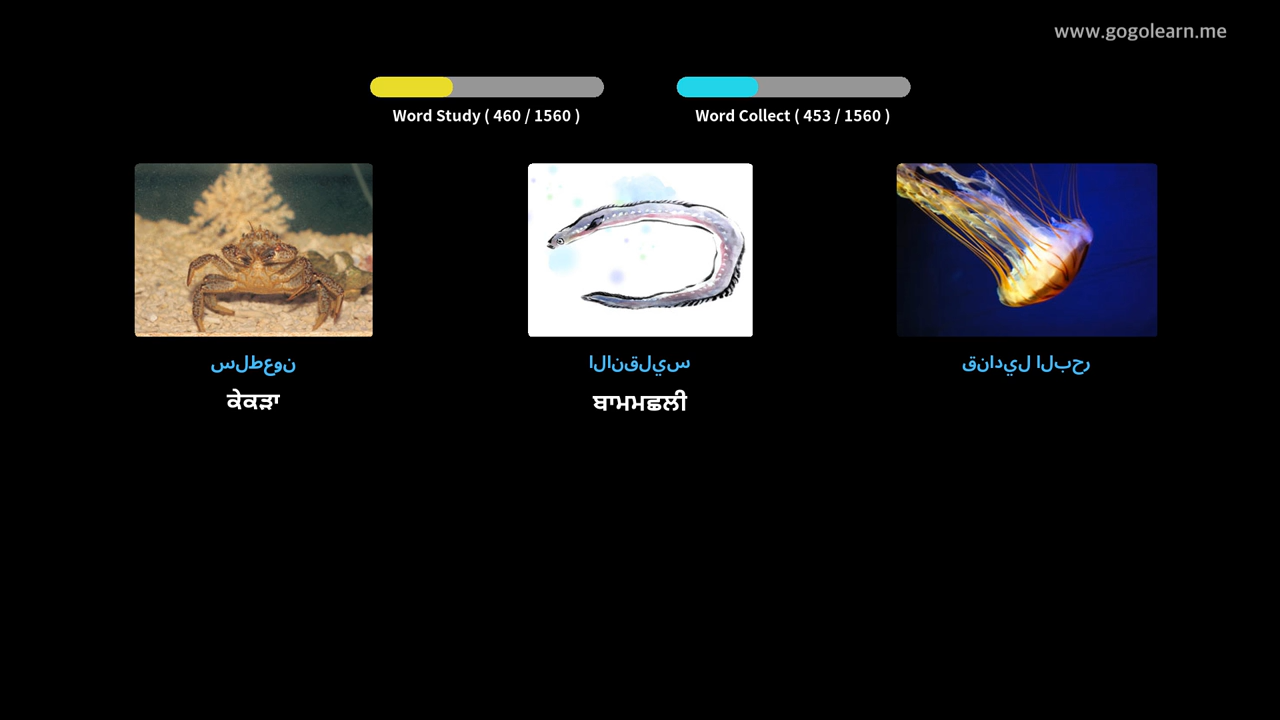 www.gogolearn.me
Word Study ( 460 / 1560 )
Word Collect ( 453 / 1560 )
سلطعون
الانقليس
قناديل البحر
ਕੇਕੜਾ
ਬਾਮਮਛਲੀ